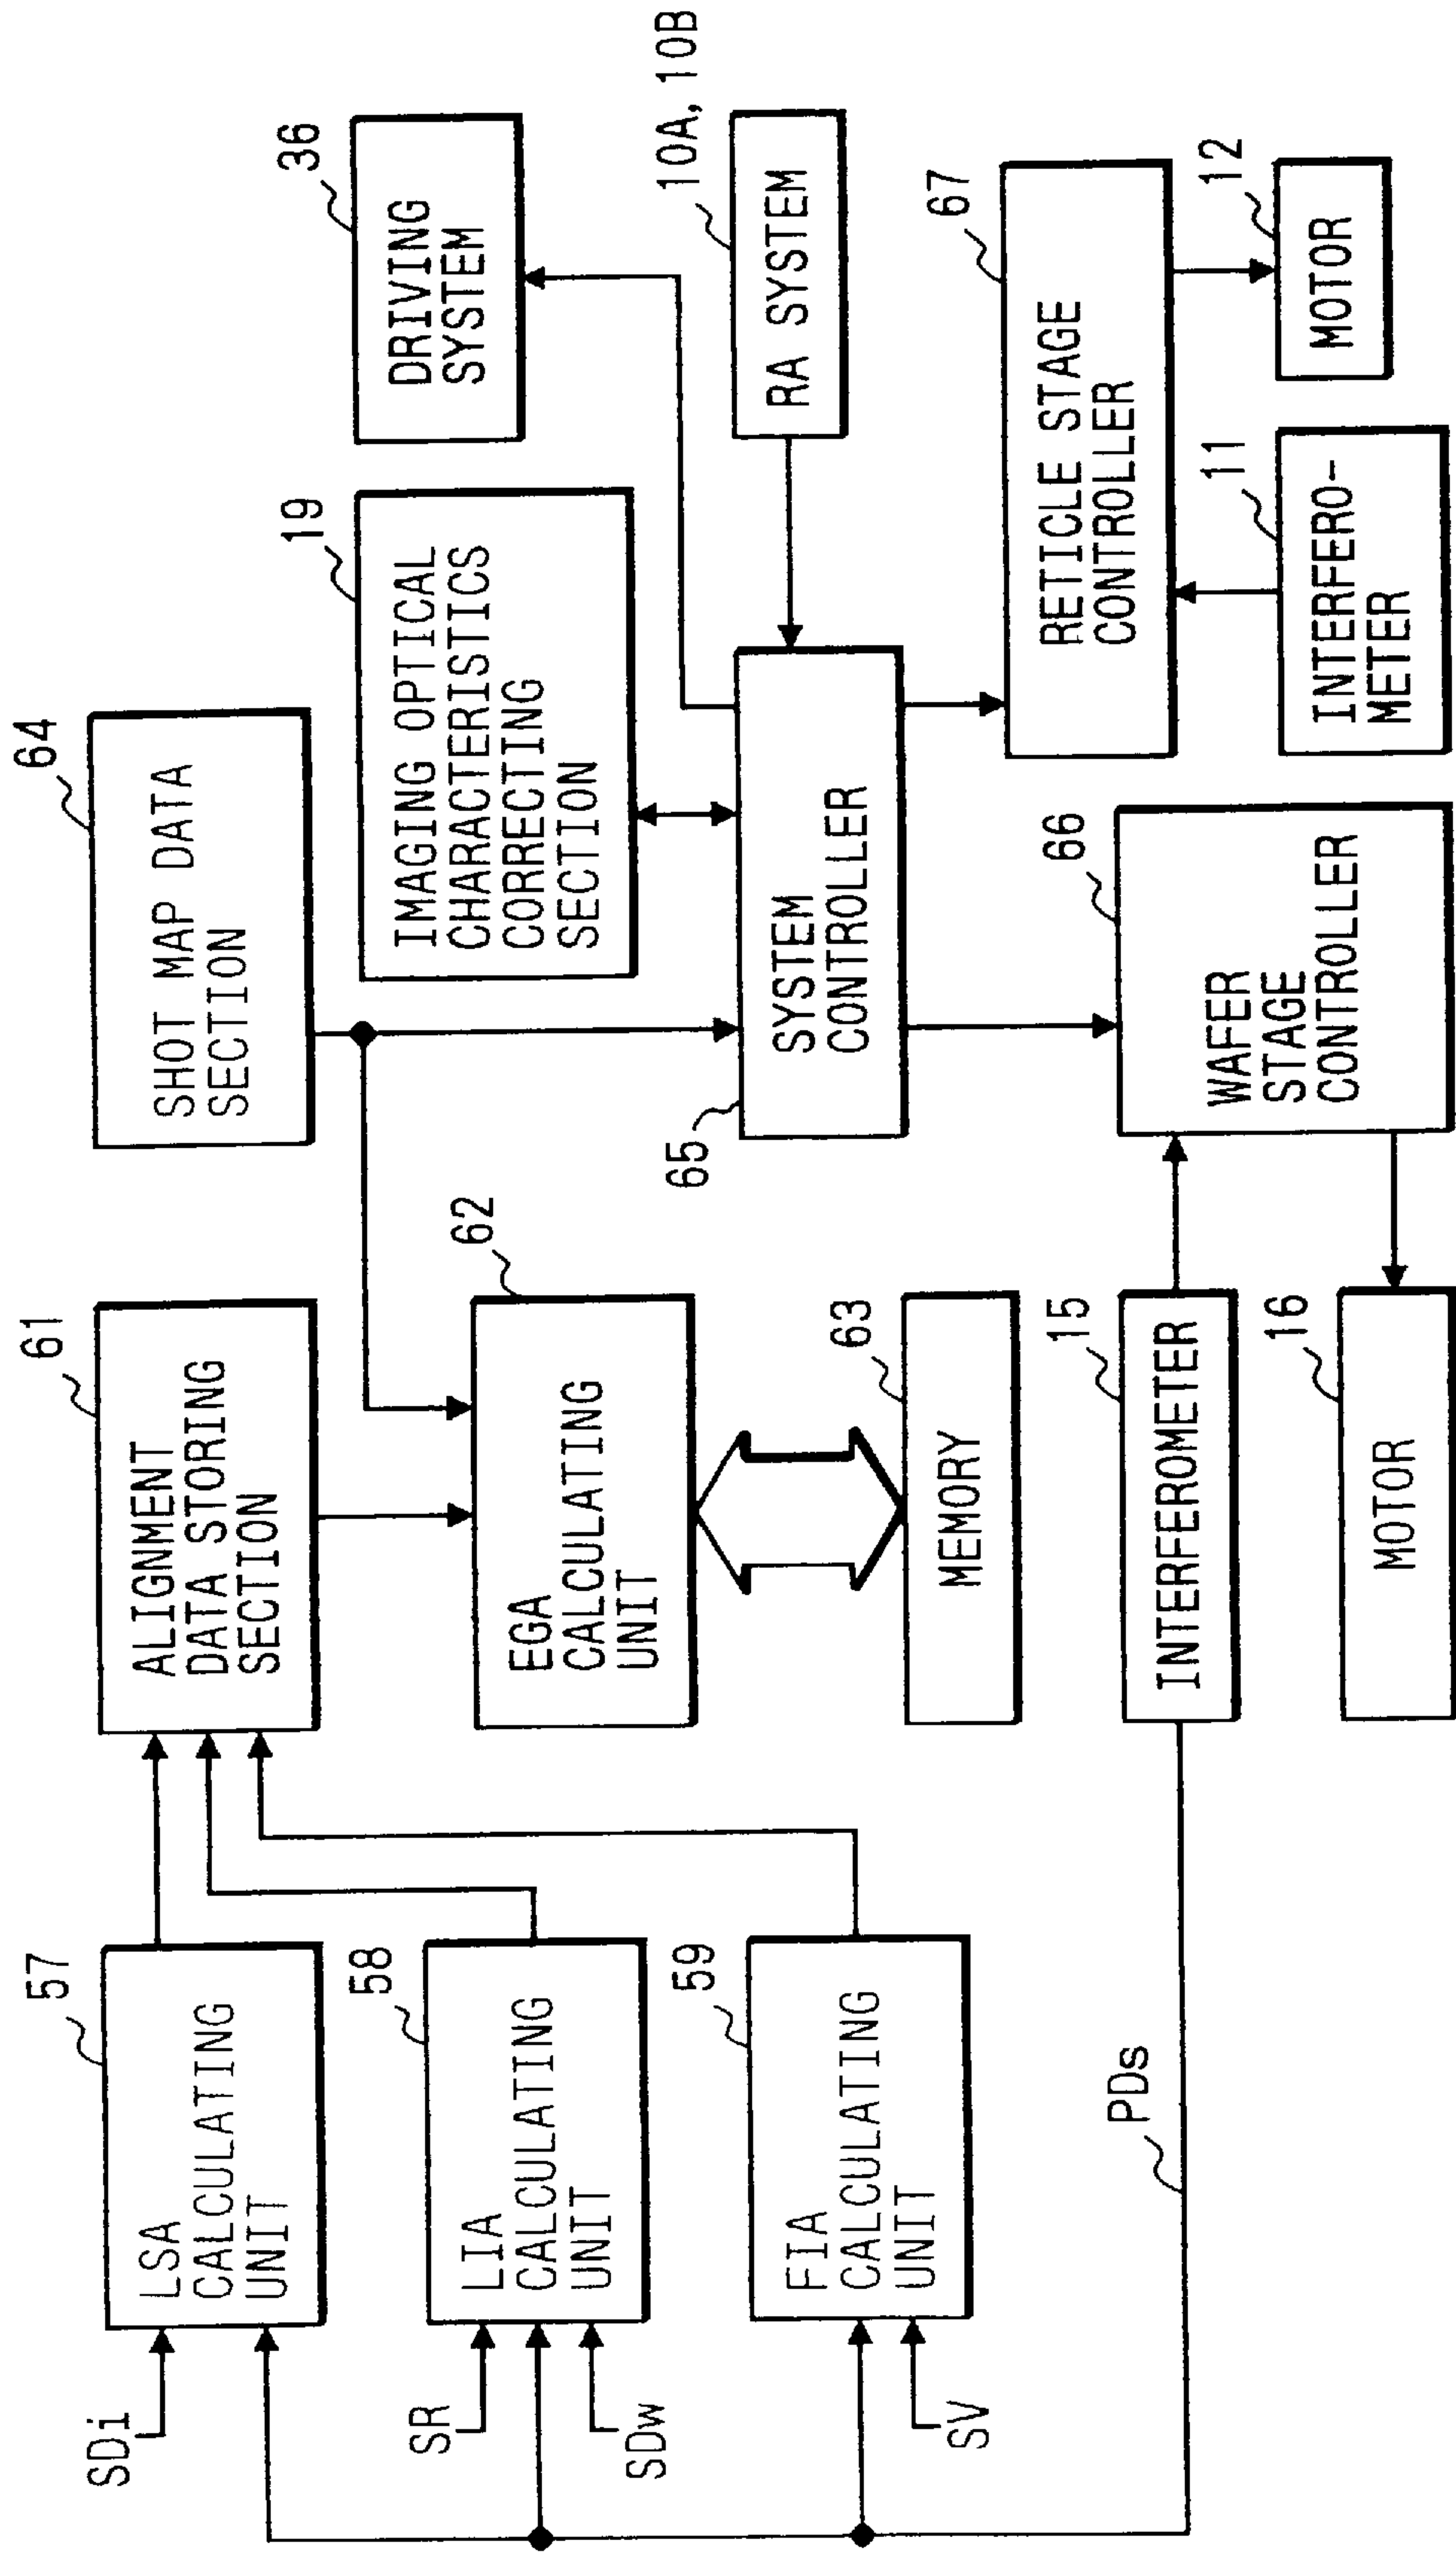 SDi
57
LSA
CALCULATING
UNIT
SR
SDw
58
LIA
CALCULATING
UNIT
SV
59
FIA
CALCULATING
UNIT
PDs
61
ALIGNMENT
DATA STORING
SECTION
62
EGA
CALCULATING
UNIT
63
MEMORY
15
INTERFEROMETER
16
MOTOR
64
SHOT MAP DATA
SECTION
19
IMAGING OPTICAL
CHARACTERISTICS
CORRECTING
SECTION
65
SYSTEM
CONTROLLER
66
WAFER
STAGE
CONTROLLER
36
DRIVING
SYSTEM
10A, 10B
RA SYSTEM
67
RETICLE STAGE
CONTROLLER
11
INTERFERO-
METER
12
MOTOR